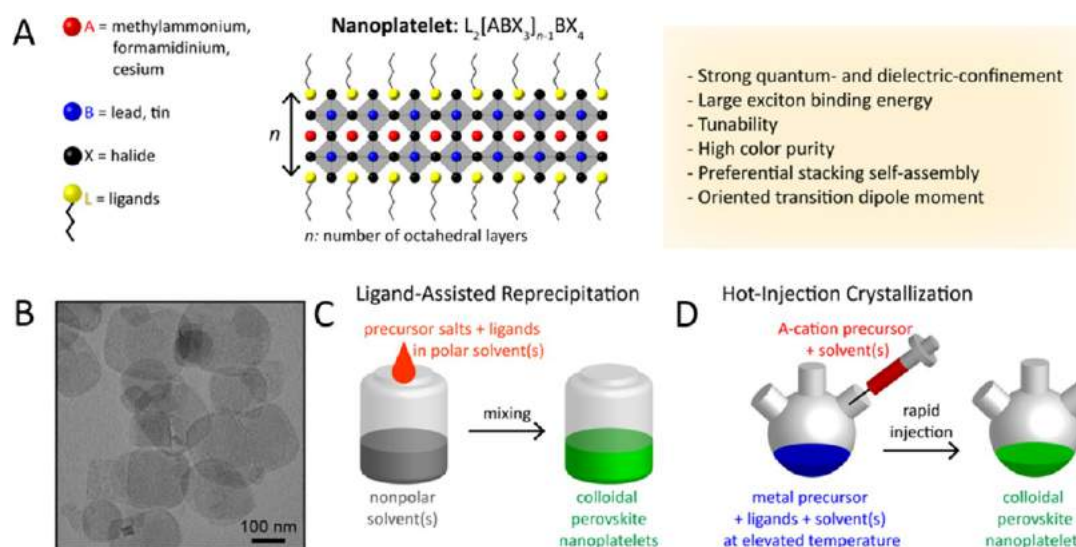 A
A = methylammonium,
formamidinium,
cesium
B = lead, tin
X = halide
L = ligands
Nanoplatelet: L₂[ABX₃]ₙ₋₁BX₄
n
n: number of octahedral layers
- Strong quantum- and dielectric-confinement
- Large exciton binding energy
- Tunability
- High color purity
- Preferential stacking self-assembly
- Oriented transition dipole moment
B
100 nm
C
Ligand-Assisted Reprecipitation
precursor salts + ligands
in polar solvent(s)
mixing
nonpolar
solvent(s)
colloidal
perovskite
nanoplatelets
D
Hot-Injection Crystallization
A-cation precursor
+ solvent(s)
rapid
injection
metal precursor
+ ligands + solvent(s)
at elevated temperature
colloidal
perovskite
nanoplatelets